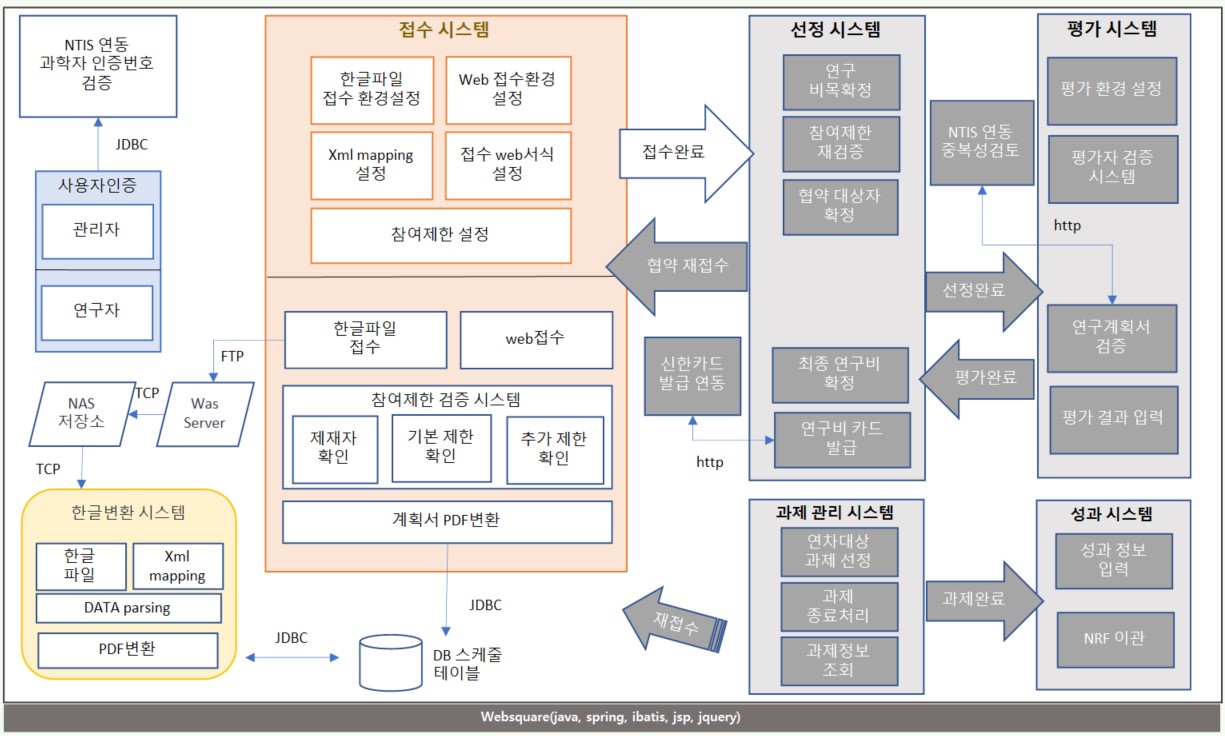 NTIS 연동
과학자 인증번호
검증
JDBC
사용자인증
관리자
연구자
FTP
TCP
NAS
저장소
Was
Server
TCP
한글변환 시스템
한글
파일
Xml
mapping
DATA parsing
PDF변환
JDBC
DB 스케줄
테이블
JDBC
접수 시스템
한글파일
접수 환경설정
Web 접수환경
설정
Xml mapping
설정
접수 web서식
설정
참여제한 설정
한글파일
접수
web접수
참여제한 검증 시스템
제재자
확인
기본 제한
확인
추가 제한
확인
계획서 PDF변환
접수완료
협약 재접수
재접수
선정 시스템
연구
비목확정
참여제한
재검증
협약 대상자
확정
신한카드
발급 연동
http
최종 연구비
확정
연구비 카드
발급
NTIS 연동
중복성검토
http
선정완료
평가완료
평가 시스템
평가 환경 설정
평가자 검증
시스템
연구계획서
검증
평가 결과 입력
과제 관리 시스템
연차대상
과제 선정
과제
종료처리
과제정보
조회
과제완료
성과 시스템
성과 정보
입력
NRF 이관
Websquare(java, spring, ibatis, jsp, jquery)